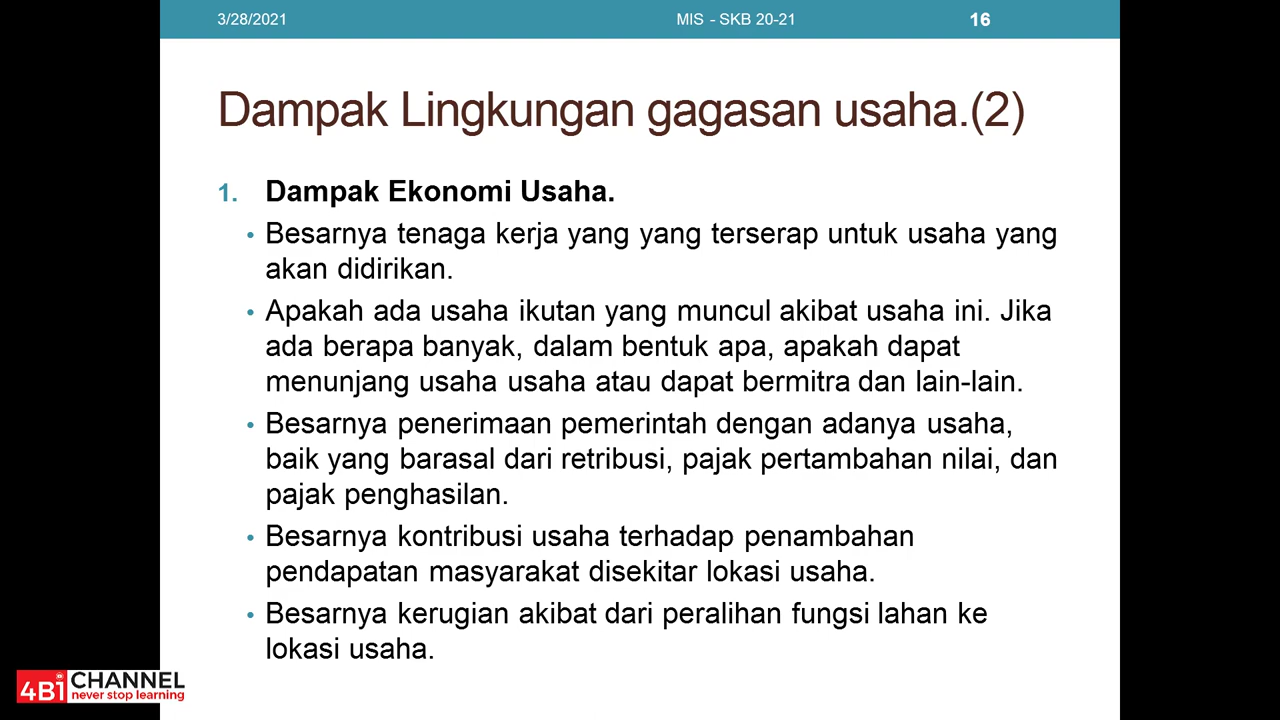 3/28/2021 MIS - SKB 20-21 16
Dampak Lingkungan gagasan usaha.(2)
1. Dampak Ekonomi Usaha.
• Besarnya tenaga kerja yang yang terserap untuk usaha yang
akan didirikan.
• Apakah ada usaha ikutan yang muncul akibat usaha ini. Jika
ada berapa banyak, dalam bentuk apa, apakah dapat
menunjang usaha usaha atau dapat bermitra dan lain-lain.
• Besarnya penerimaan pemerintah dengan adanya usaha,
baik yang barasal dari retribusi, pajak pertambahan nilai, dan
pajak penghasilan.
• Besarnya kontribusi usaha terhadap penambahan
pendapatan masyarakat disekitar lokasi usaha.
• Besarnya kerugian akibat dari peralihan fungsi lahan ke
lokasi usaha.
4Bi CHANNEL
never stop learning